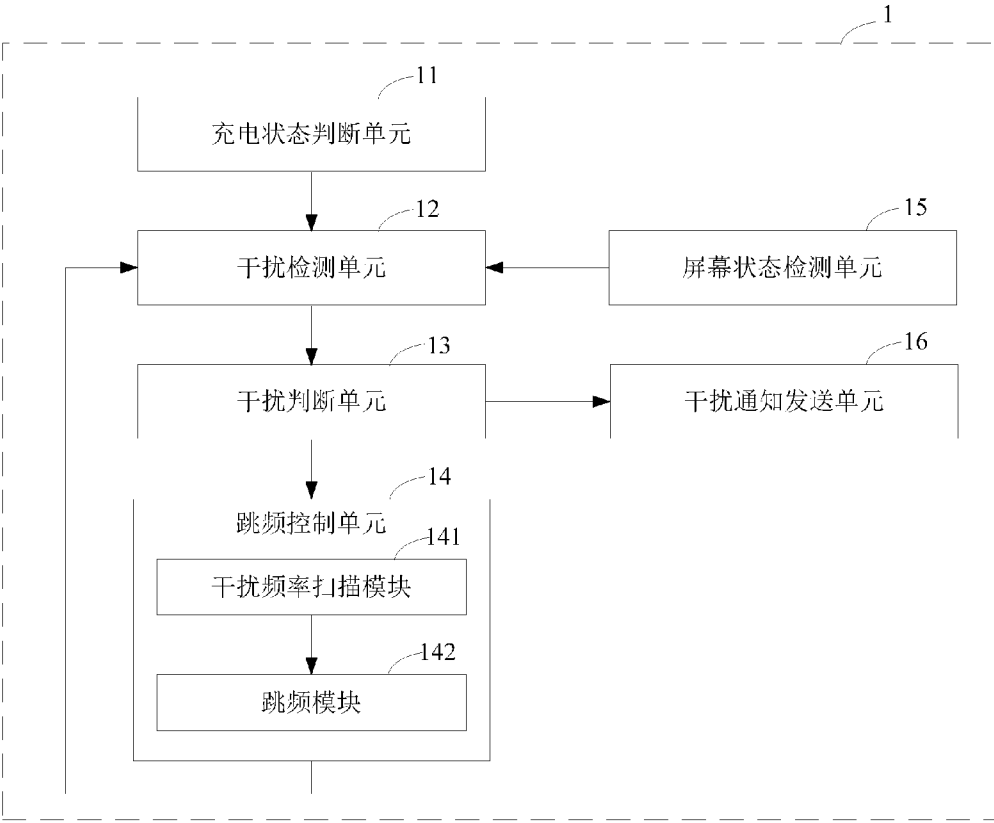 1
11
充电状态判断单元
12
干扰检测单元
15
屏幕状态检测单元
13
干扰判断单元
16
干扰通知发送单元
14
跳频控制单元
141
干扰频率扫描模块
142
跳频模块